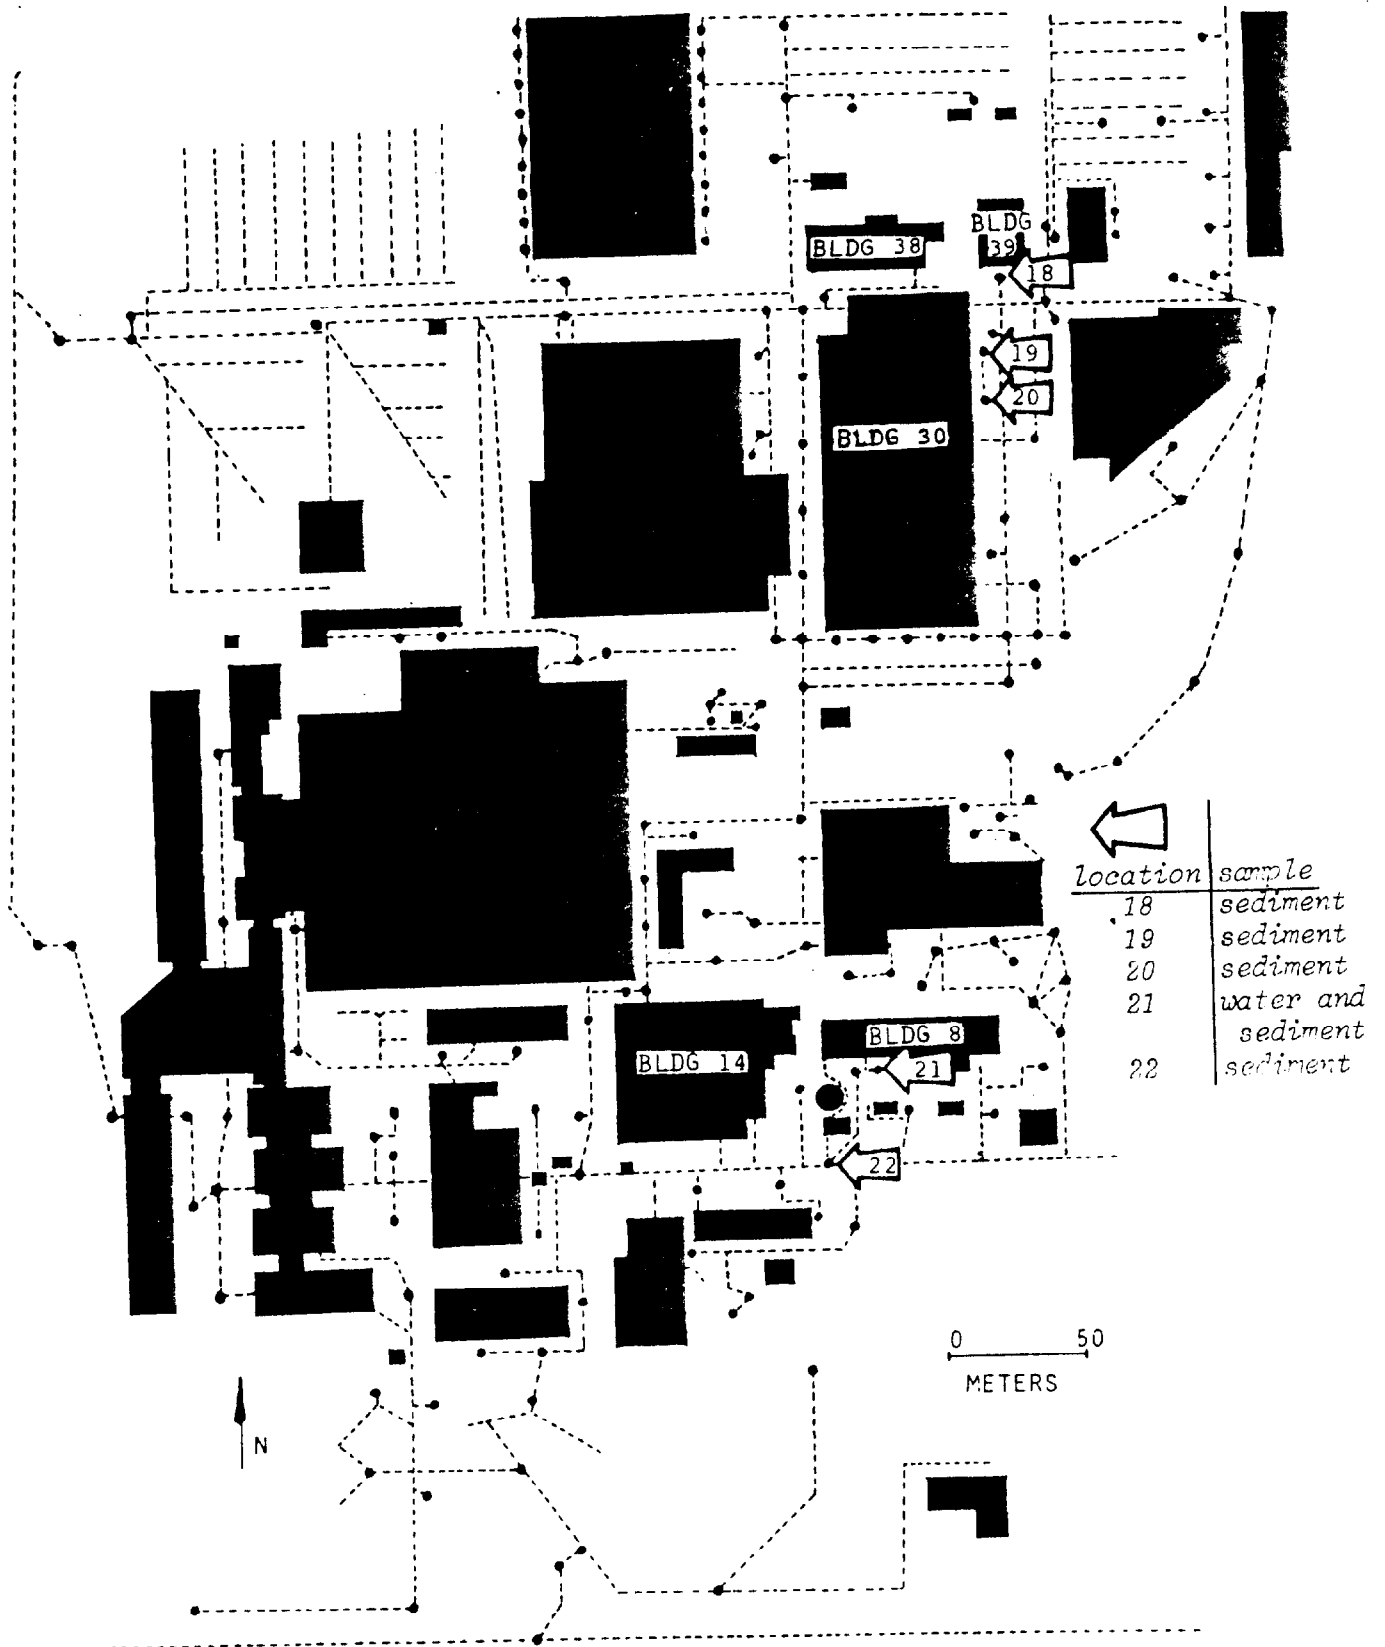 BLDG 38
BLDG
39
18
19
20
BLDG 30
location sample
18 sediment
19 sediment
20 sediment
21 water and
sediment
22 sediment
BLDG 8
BLDG 14
21
22
0 50
METERS
N